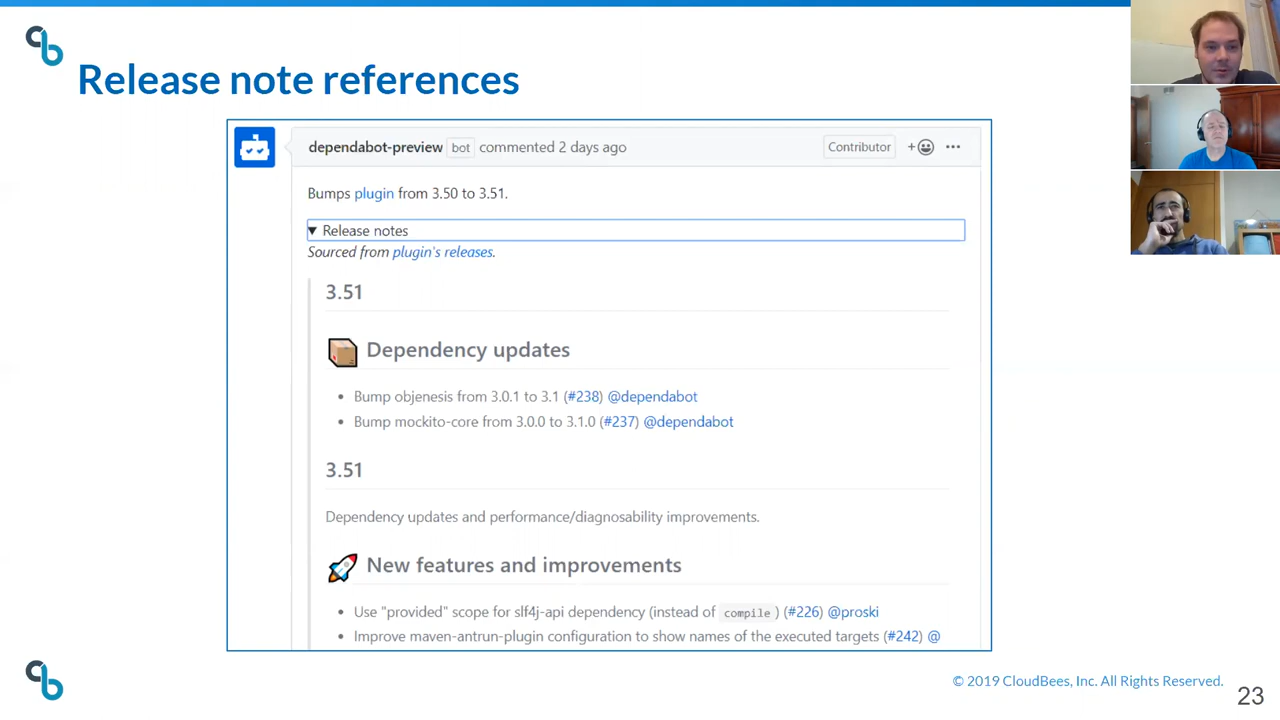 Release note references
dependabot-preview bot commented 2 days ago Contributor
Bumps plugin from 3.50 to 3.51.
Release notes
Sourced from plugin's releases.
3.51
Dependency updates
Bump objenesis from 3.0.1 to 3.1 (#238) @dependabot
Bump mockito-core from 3.0.0 to 3.1.0 (#237) @dependabot
3.51
Dependency updates and performance/diagnosability improvements.
New features and improvements
Use "provided" scope for slf4j-api dependency (instead of compile ) (#226) @proski
Improve maven-antrun-plugin configuration to show names of the executed targets (#242) @
© 2019 CloudBees, Inc. All Rights Reserved.
23